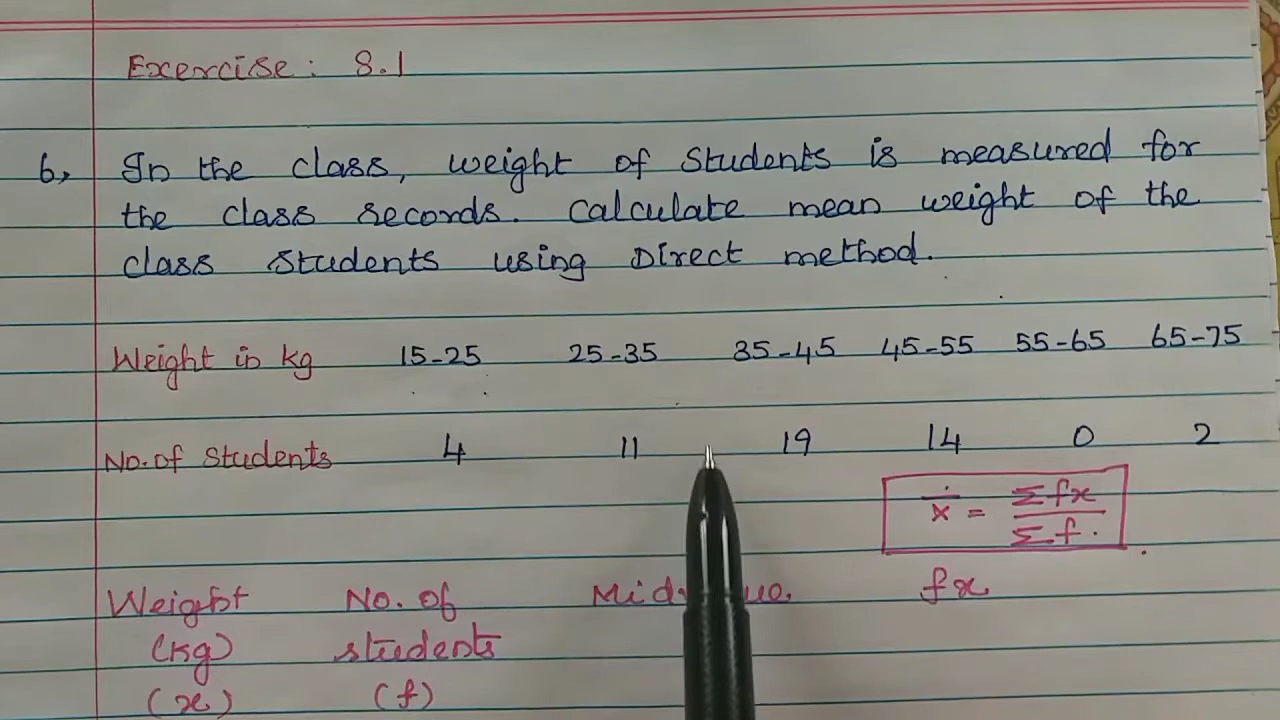 Exercise: 8.1
6, In the class, weight of Students is measured for
the class records. Calculate mean weight of the
class students using Direct method.
Weight in kg 15-25 25-35 35-45 45-55 55-65 65-75
No. of Students 4 11 19 14 0 2
x̄ = Σfx
Σf.
Weight No. of fx
(kg) students
(x) (f)